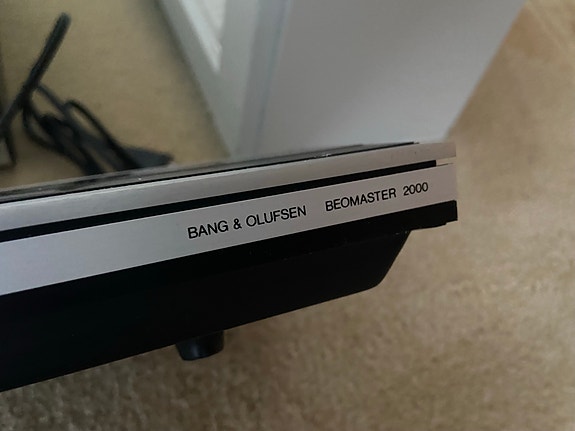 BANG & OLUFSEN BEOMASTER 2000